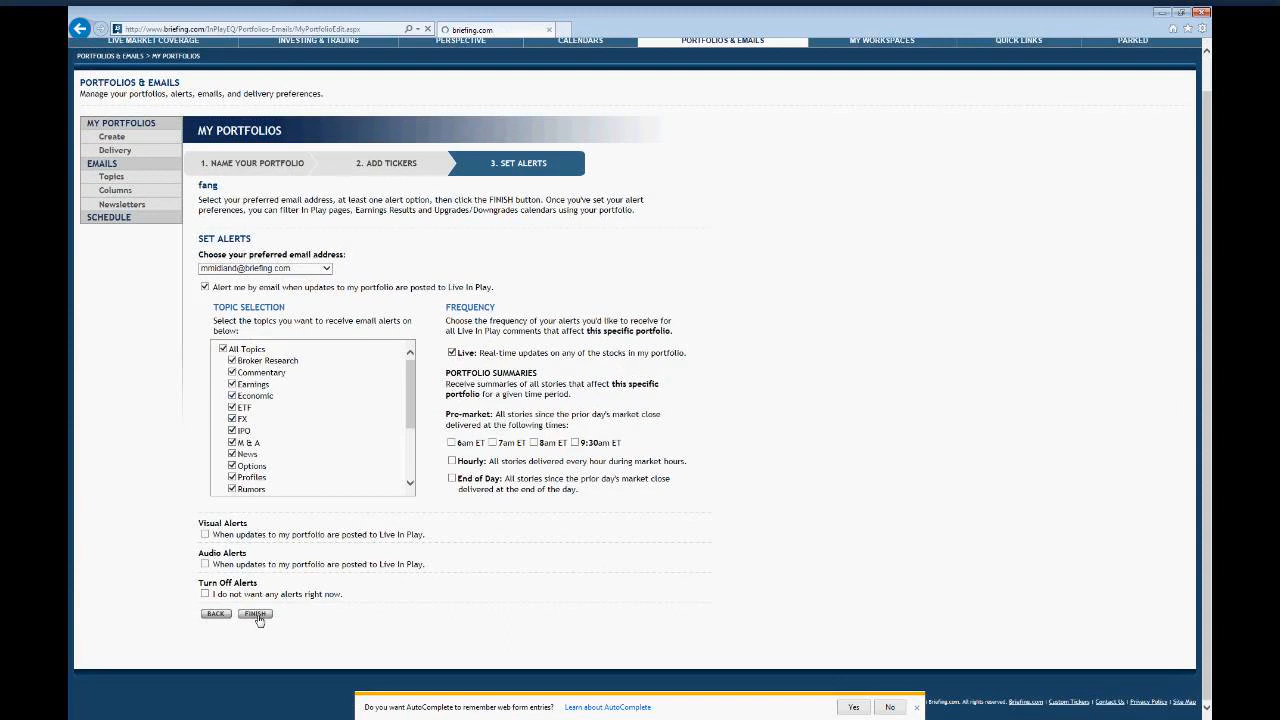 http://www.briefing.com/InPlayEQ/Portfolios-Emails/MyPortfolioEdit.aspx
briefing.com
LIVE MARKET COVERAGE
INVESTING & TRADING
PERSPECTIVE
CALENDARS
PORTFOLIOS & EMAILS
MY WORKSPACES
QUICK LINKS
PARKED
PORTFOLIOS & EMAILS > MY PORTFOLIOS
PORTFOLIOS & EMAILS
Manage your portfolios, alerts, emails, and delivery preferences.
MY PORTFOLIOS
Create
Delivery
EMAILS
Topics
Columns
Newsletters
SCHEDULE
MY PORTFOLIOS
1. NAME YOUR PORTFOLIO
2. ADD TICKERS
3. SET ALERTS
fang
Select your preferred email address, at least one alert option, then click the FINISH button. Once you've set your alert
preferences, you can filter In Play pages, Earnings Results and Upgrades/Downgrades calendars using your portfolio.
SET ALERTS
Choose your preferred email address:
mmidland@briefing.com
Alert me by email when updates to my portfolio are posted to Live In Play.
TOPIC SELECTION
Select the topics you want to receive email alerts on
below:
All Topics
Broker Research
Commentary
Earnings
Economic
ETF
FX
IPO
M & A
News
Options
Profiles
Rumors
FREQUENCY
Choose the frequency of your alerts you'd like to receive for
all Live In Play comments that affect this specific portfolio.
Live: Real-time updates on any of the stocks in my portfolio.
PORTFOLIO SUMMARIES
Receive summaries of all stories that affect this specific
portfolio for a given time period.
Pre-market: All stories since the prior day's market close
delivered at the following times:
6am ET 7am ET 8am ET 9:30am ET
Hourly: All stories delivered every hour during market hours.
End of Day: All stories since the prior day's market close
delivered at the end of the day.
Visual Alerts
When updates to my portfolio are posted to Live In Play.
Audio Alerts
When updates to my portfolio are posted to Live In Play.
Turn Off Alerts
I do not want any alerts right now.
BACK
FINISH
Do you want AutoComplete to remember web form entries?
Learn about AutoComplete
Yes
No
Briefing.com. All rights reserved. Briefing.com | Custom Tickers | Contact Us | Privacy Policy | Site Map